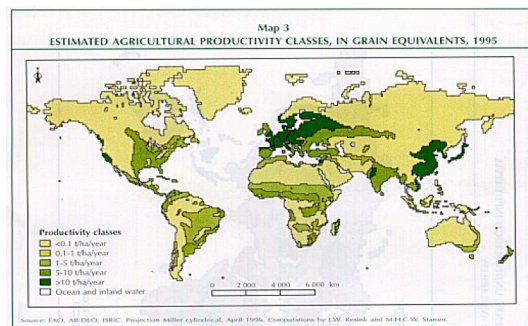 Map 3
ESTIMATED AGRICULTURAL PRODUCTIVITY CLASSES, IN GRAIN EQUIVALENTS, 1995
Productivity classes
<0.1 t/ha/year
0.1-1 t/ha/year
1-5 t/ha/year
5-10 t/ha/year
>10 t/ha/year
Ocean and inland water
0 2 000 4 000 6 000 km
Source: FAO, AB-DLO, ISRIC. Projection Miller cylindrical, April 1996. Computations by J.W. Resink and M.H.C.W. Starren.